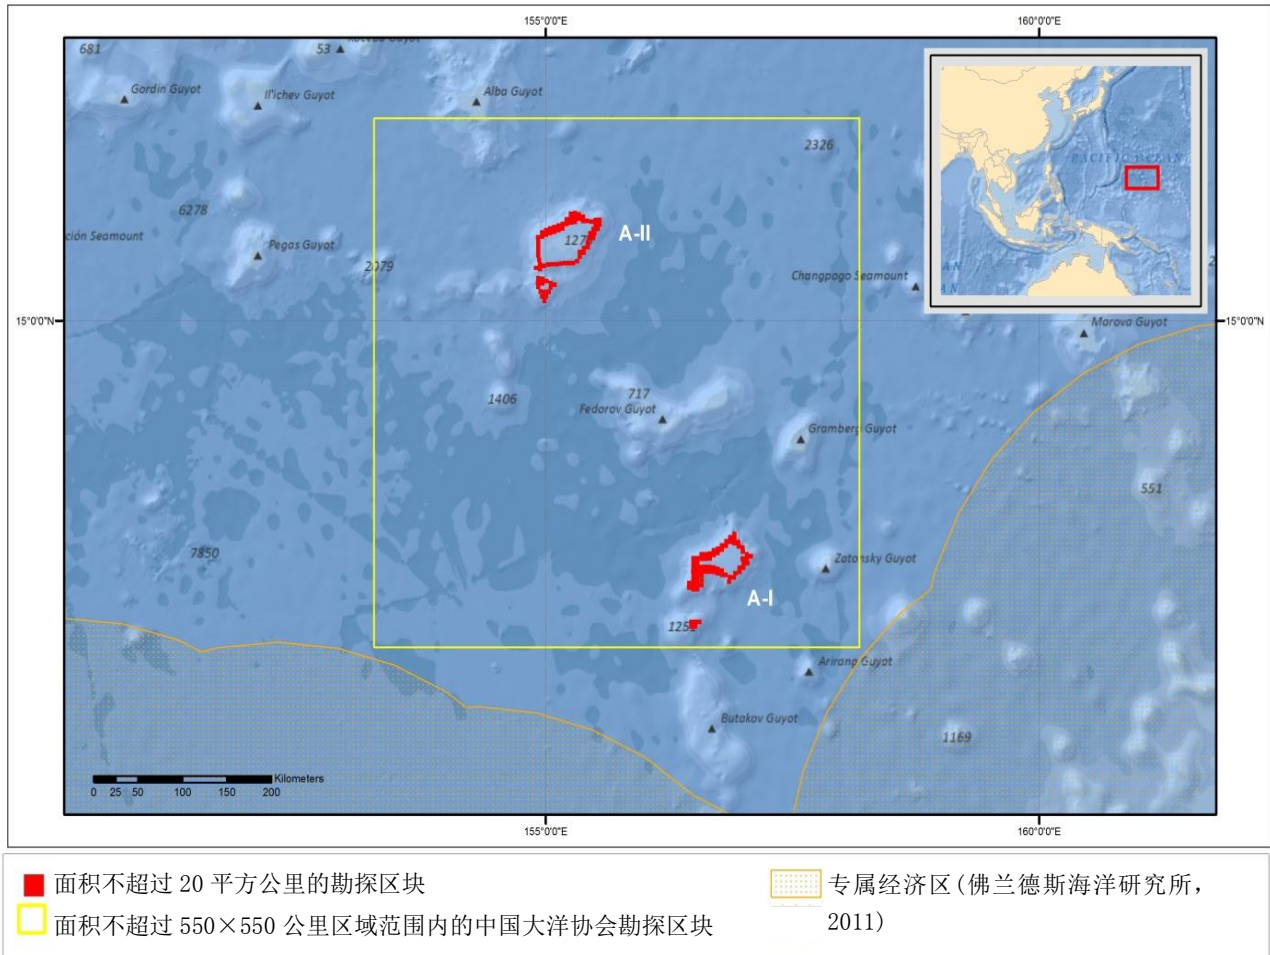 155°0'0"E
160°0'0"E
681
53
Gordin Guyot
Il'ichev Guyot
Alba Guyot
2326
PACIFIC OCEAN
6278
ción Seamount
Pegas Guyot
2079
A-II
Changpogo Seamount
15°0'0"N
15°0'0"N
Marova Guyot
1406
717
Fedorov Guyot
Gramberg Guyot
551
7850
Zatonsky Guyot
A-I
1251
Arirang Guyot
Butakov Guyot
1169
Kilometers
0 25 50 100 150 200
155°0'0"E
160°0'0"E
面积不超过 20 平方公里的勘探区块
面积不超过 550×550 公里区域范围内的中国大洋协会勘探区块
专属经济区(佛兰德斯海洋研究所，
2011)